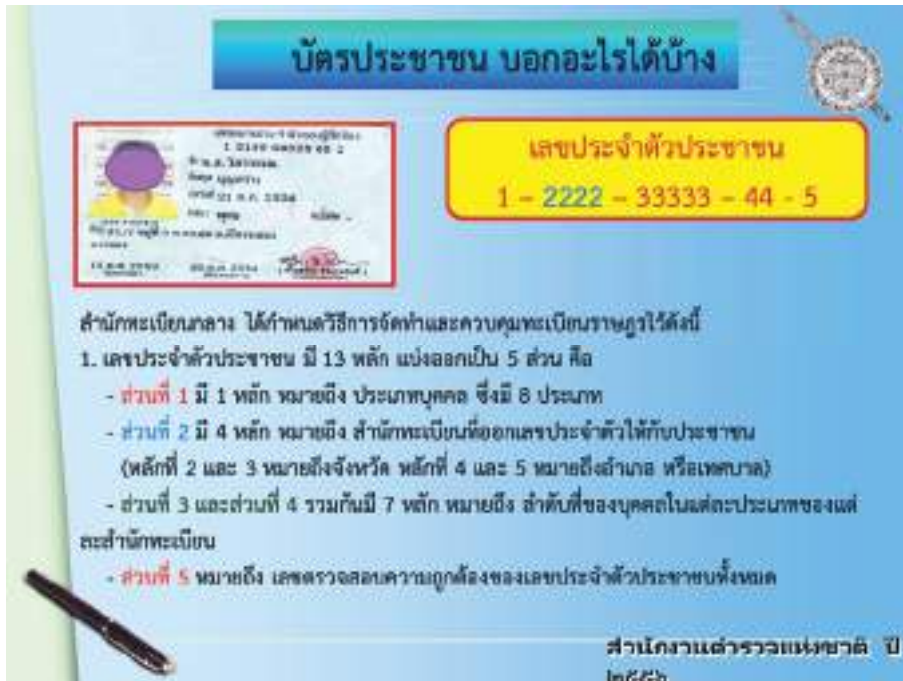 บัตรประชาชน บอกอะไรได้บ้าง
เลขประจำตัวประชาชน
1 – 2222 – 33333 – 44 - 5
สำนักทะเบียนกลาง ได้กำหนดวิธีการจัดทำและควบคุมทะเบียนราษฎรไว้ดังนี้
1. เลขประจำตัวประชาชน มี 13 หลัก แบ่งออกเป็น 5 ส่วน คือ
- ส่วนที่ 1 มี 1 หลัก หมายถึง ประเภทบุคคล ซึ่งมี 8 ประเภท
- ส่วนที่ 2 มี 4 หลัก หมายถึง สำนักทะเบียนที่ออกเลขประจำตัวให้กับประชาชน
(หลักที่ 2 และ 3 หมายถึงจังหวัด หลักที่ 4 และ 5 หมายถึงอำเภอ หรือเทศบาล)
- ส่วนที่ 3 และส่วนที่ 4 รวมกันมี 7 หลัก หมายถึง ลำดับที่ของบุคคลในแต่ละประเภทของแต่
ละสำนักทะเบียน
- ส่วนที่ 5 หมายถึง เลขตรวจสอบความถูกต้องของเลขประจำตัวประชาชนทั้งหมด
สำนักงานตำรวจแห่งชาติ ปี
๒๕๕๖